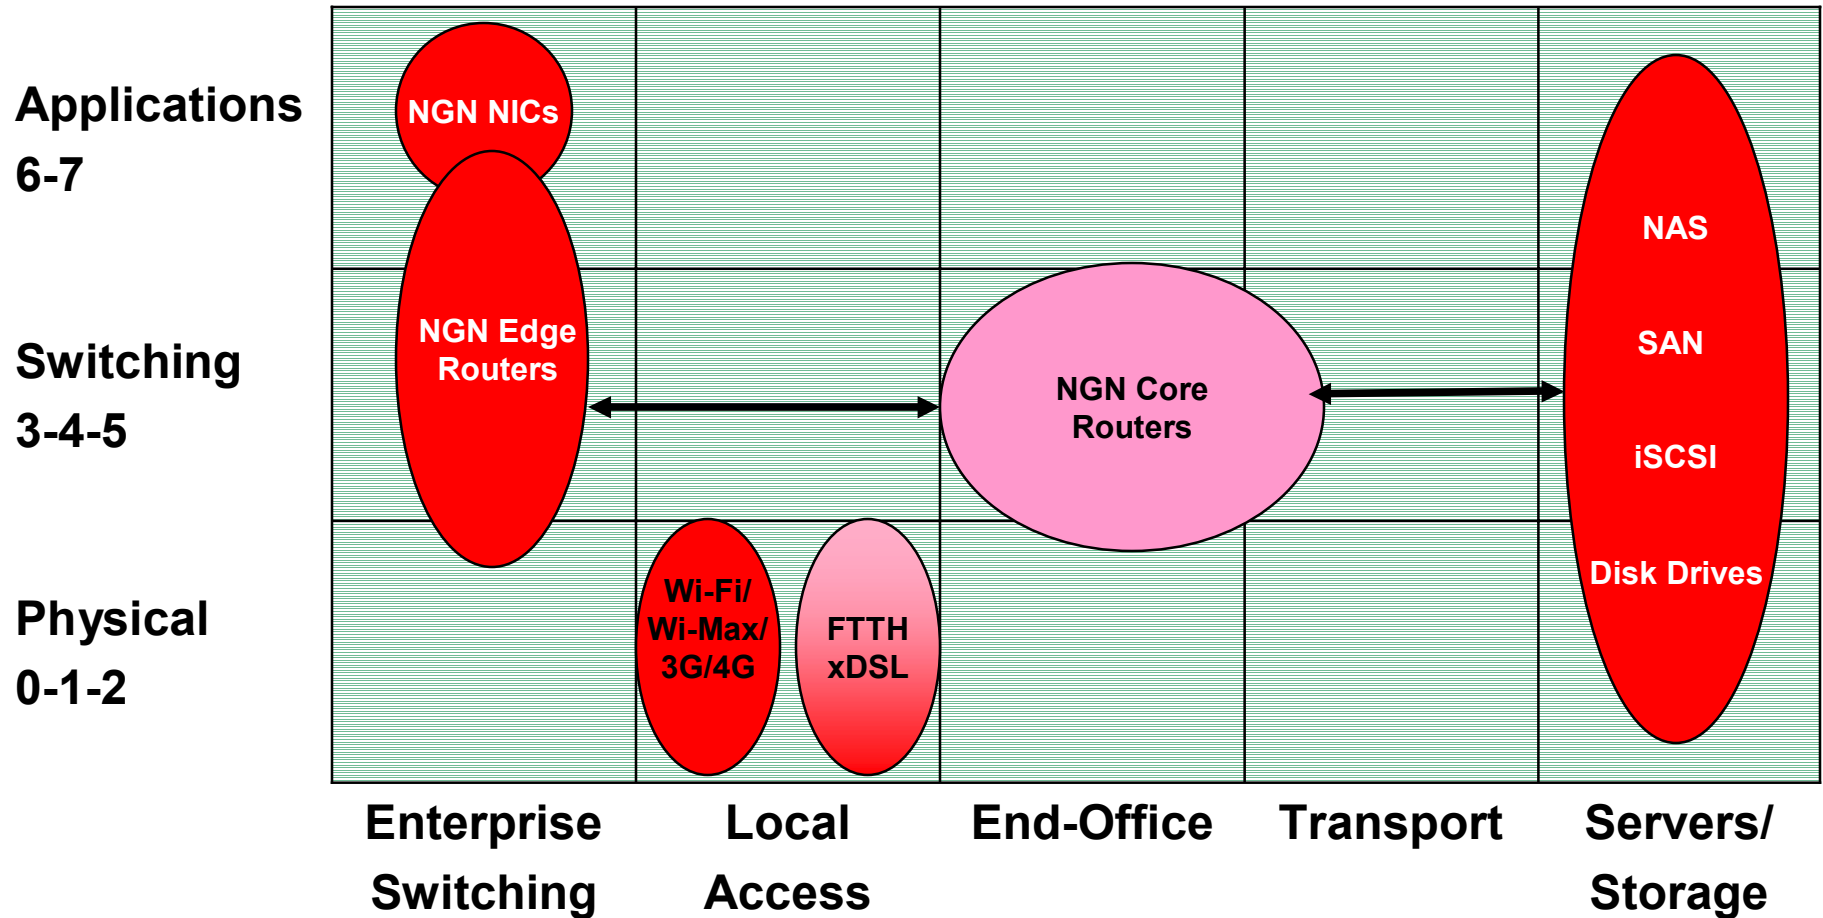 Applications
6-7
Switching
3-4-5
Physical
0-1-2
NGN NICs
NGN Edge
Routers
Wi-Fi/
Wi-Max/
3G/4G
FTTH
xDSL
NGN Core
Routers
NAS
SAN
iSCSI
Disk Drives
Enterprise
Switching
Local
Access
End-Office
Transport
Servers/
Storage